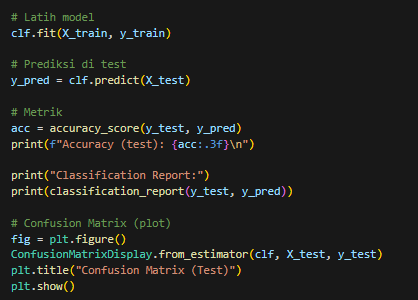 # Latih model
clf.fit(X_train, y_train)
# Prediksi di test
y_pred = clf.predict(X_test)
# Metrik
acc = accuracy_score(y_test, y_pred)
print(f"Accuracy (test): {acc:.3f}\n")
print("Classification Report:")
print(classification_report(y_test, y_pred))
# Confusion Matrix (plot)
fig = plt.figure()
ConfusionMatrixDisplay.from_estimator(clf, X_test, y_test)
plt.title("Confusion Matrix (Test)")
plt.show()